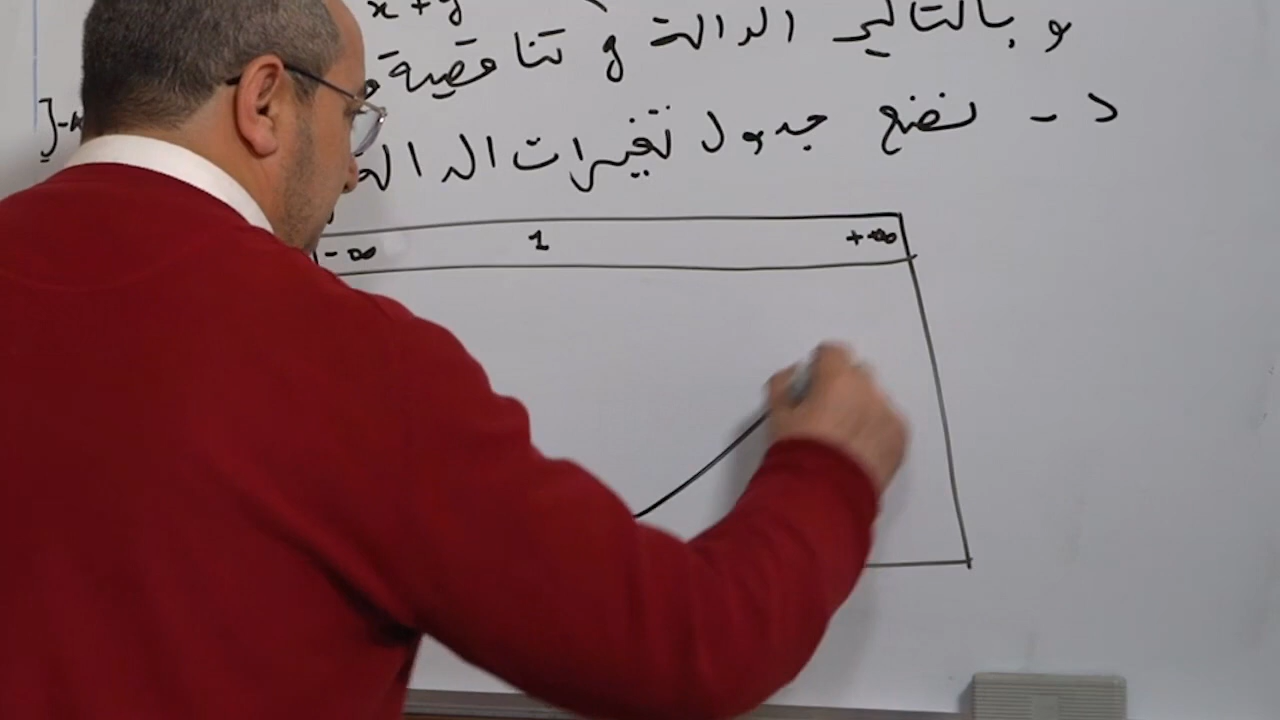 x + y
و بالتالي الدالة g تناقصية
]-∞
د - نضع جدول تغيرات الدالة
-∞ 1 +∞